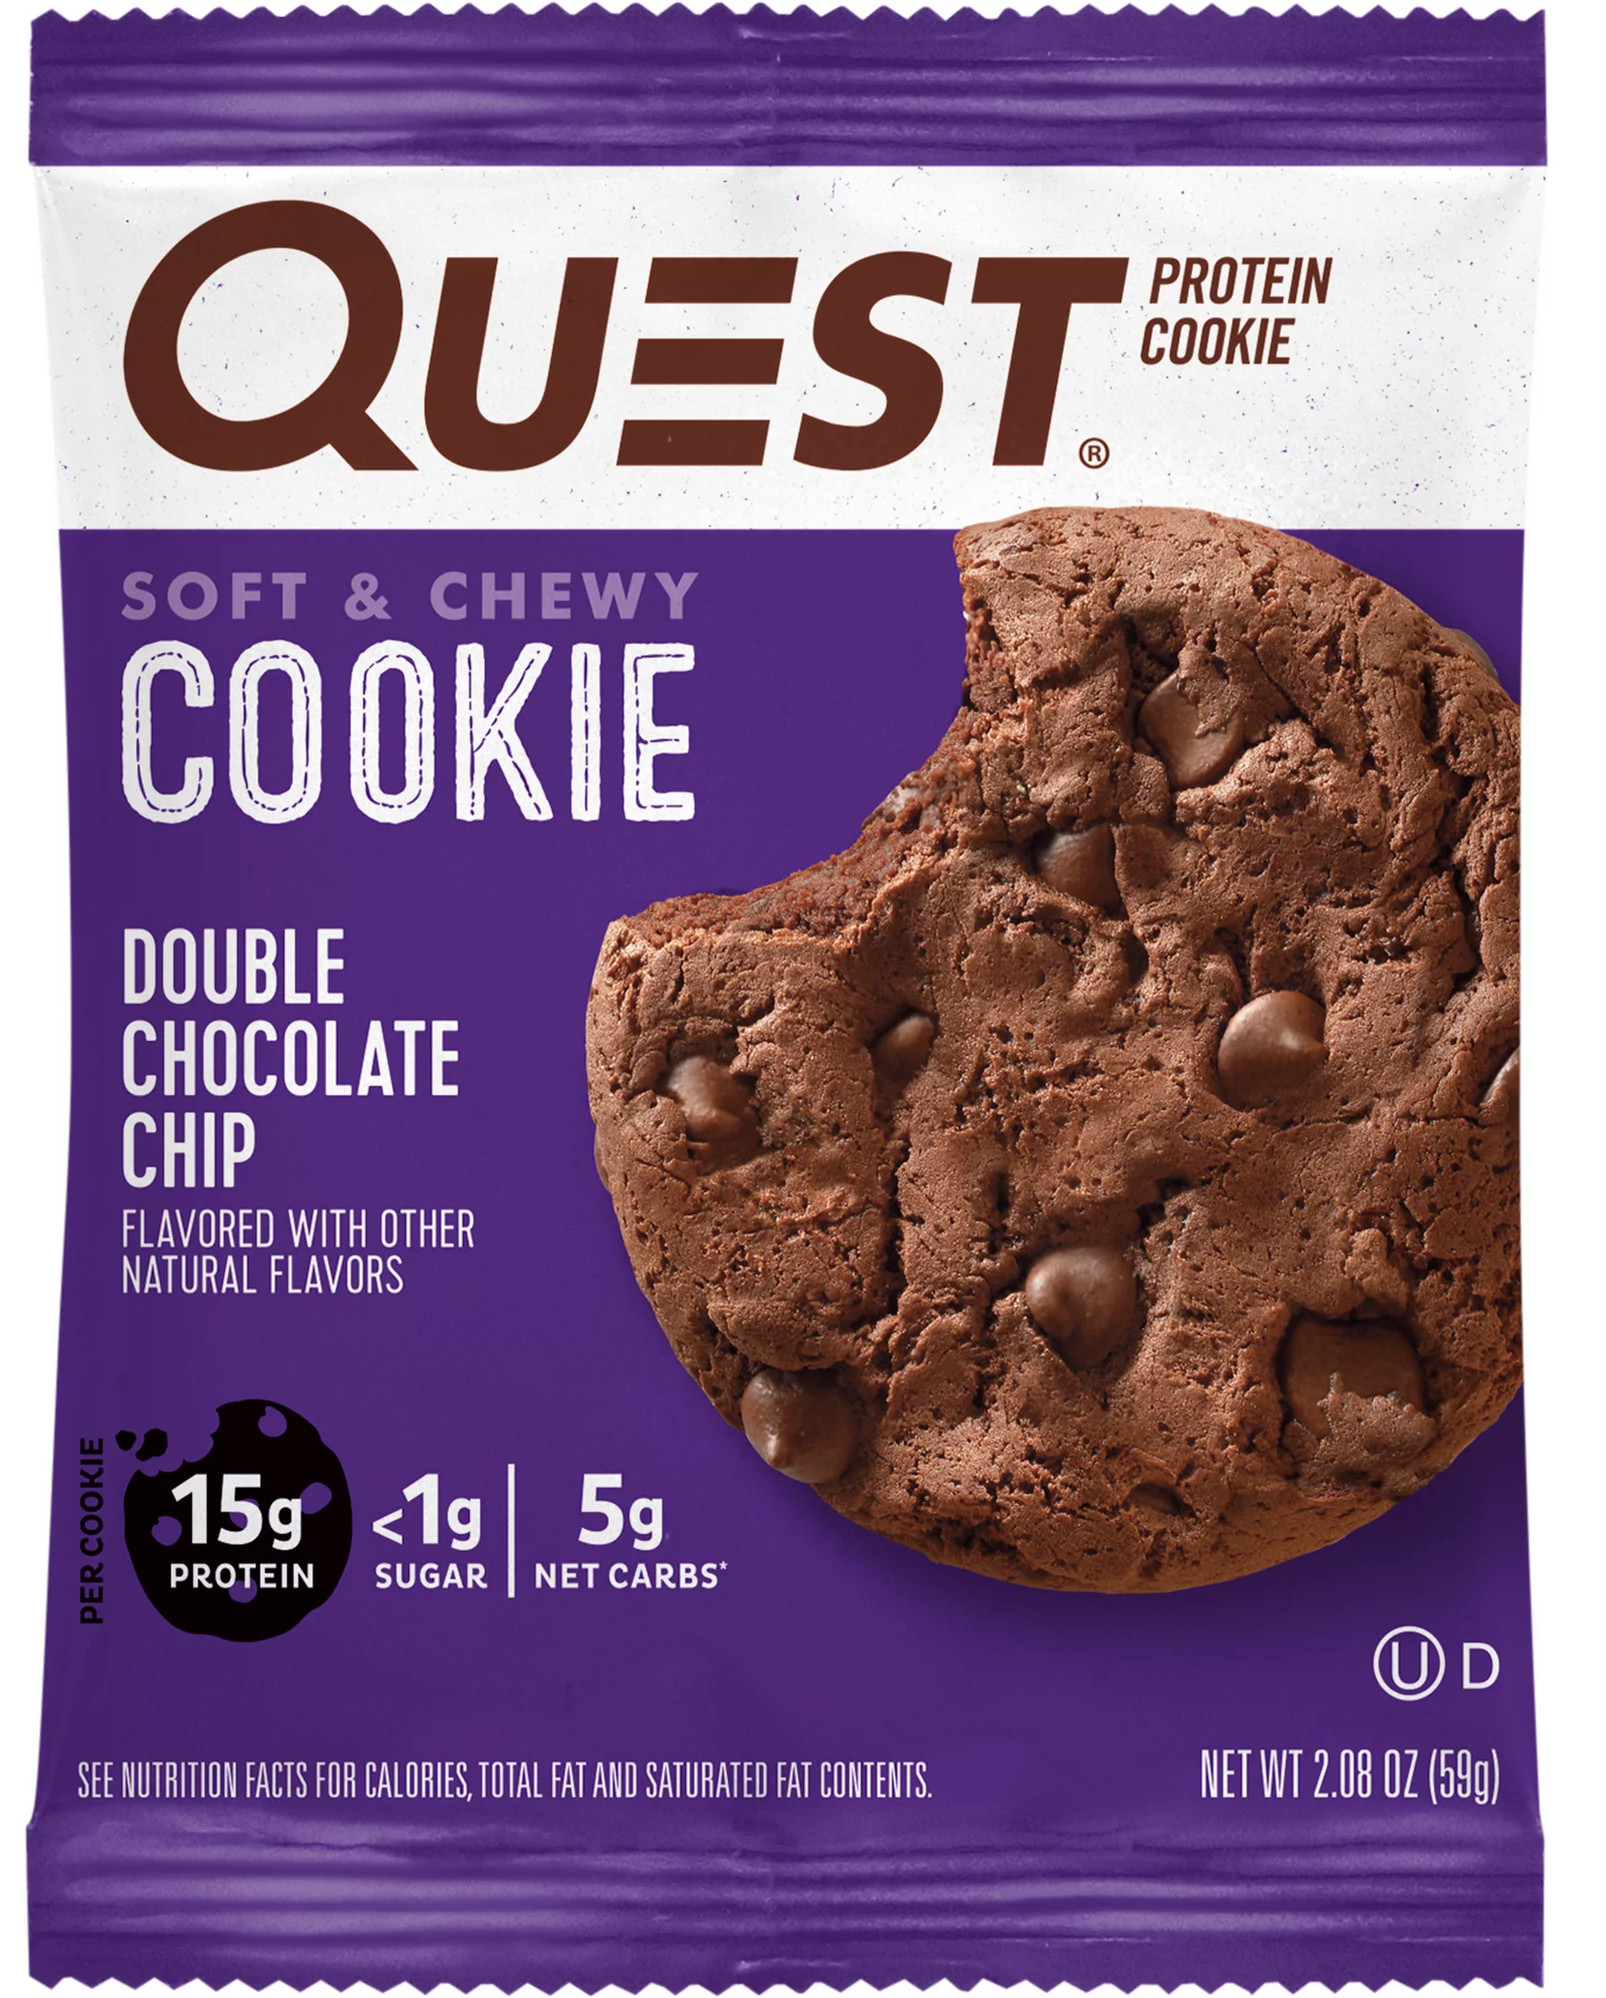 QUEST®
PROTEIN
COOKIE
SOFT & CHEWY
COOKIE
DOUBLE
CHOCOLATE
CHIP
FLAVORED WITH OTHER
NATURAL FLAVORS
PER COOKIE
15g
PROTEIN
<1g
SUGAR
5g
NET CARBS*
U D
SEE NUTRITION FACTS FOR CALORIES, TOTAL FAT AND SATURATED FAT CONTENTS.
NET WT 2.08 OZ (59g)